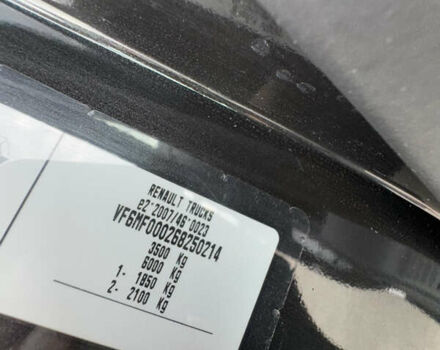 RENAULT TRUCKS
e2*2007/46*0023
VF6MF000268250214
3500 Kg
6000 Kg
1- 1850 Kg
2- 2100 Kg